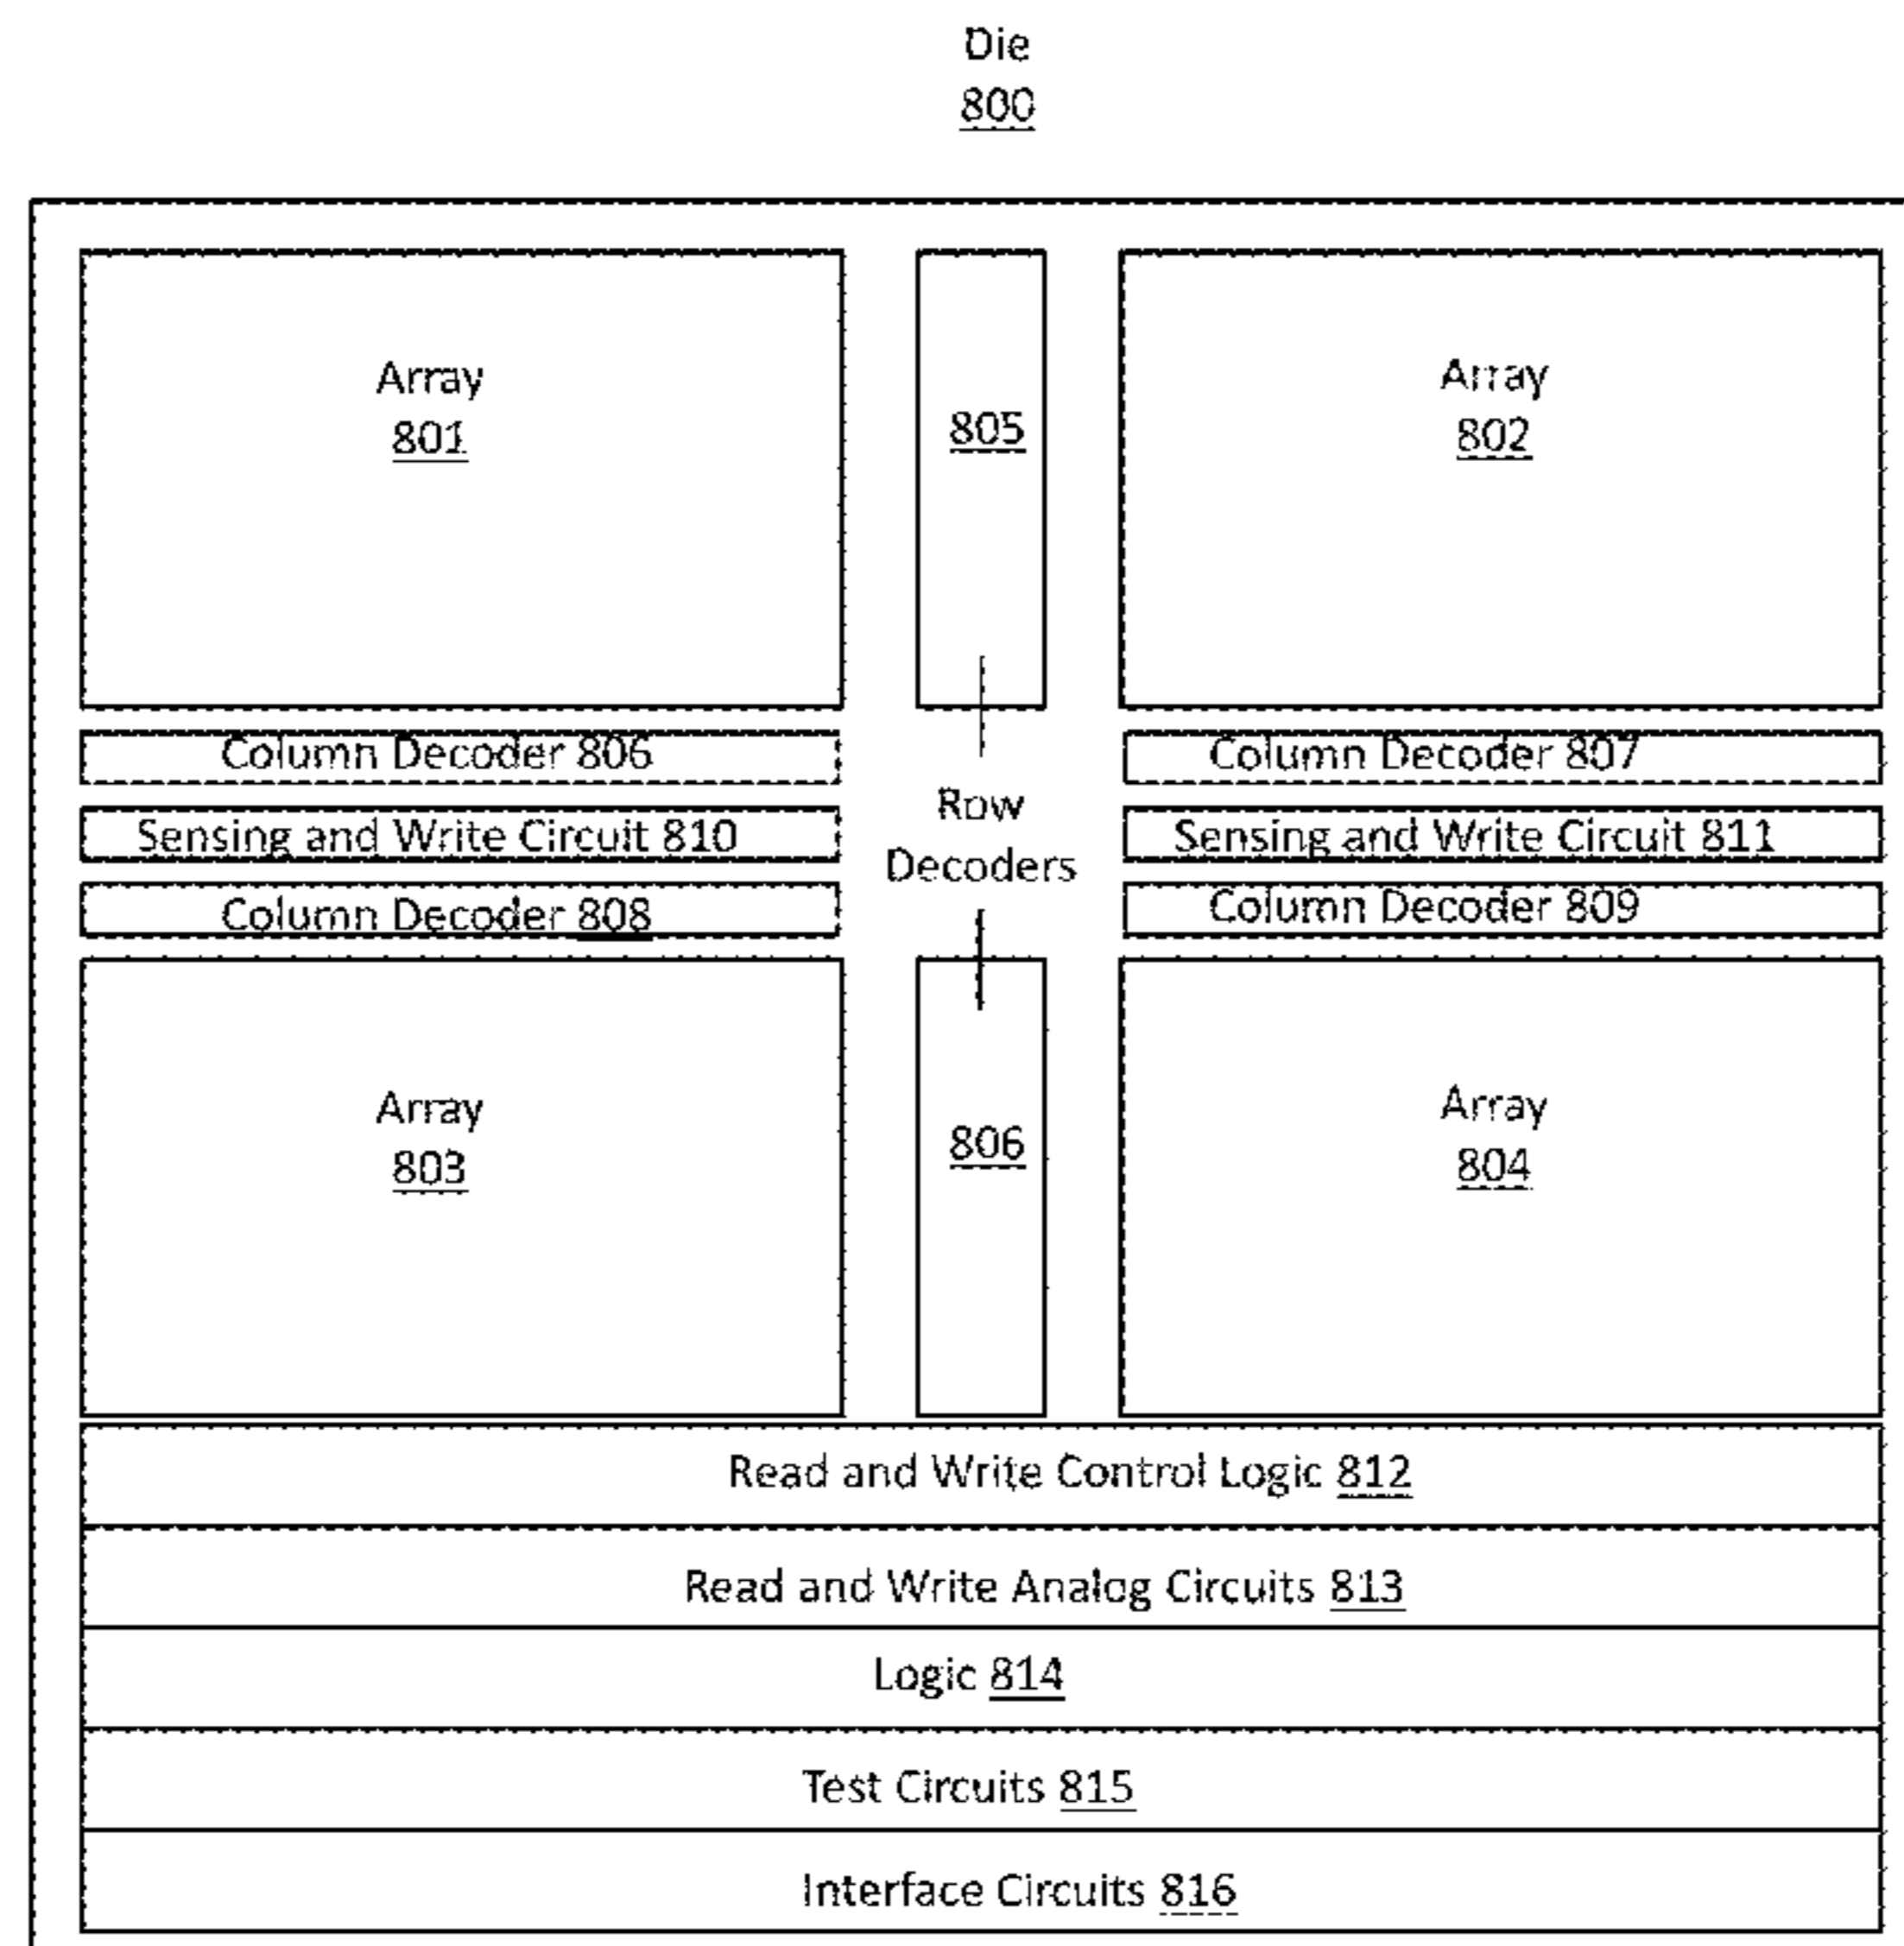 Die
800
Array
801
805
Array
802
Column Decoder 806
Column Decoder 807
Sensing and Write Circuit 810
Row
Decoders
Sensing and Write Circuit 811
Column Decoder 808
Column Decoder 809
Array
803
806
Array
804
Read and Write Control Logic 812
Read and Write Analog Circuits 813
Logic 814
Test Circuits 815
Interface Circuits 816